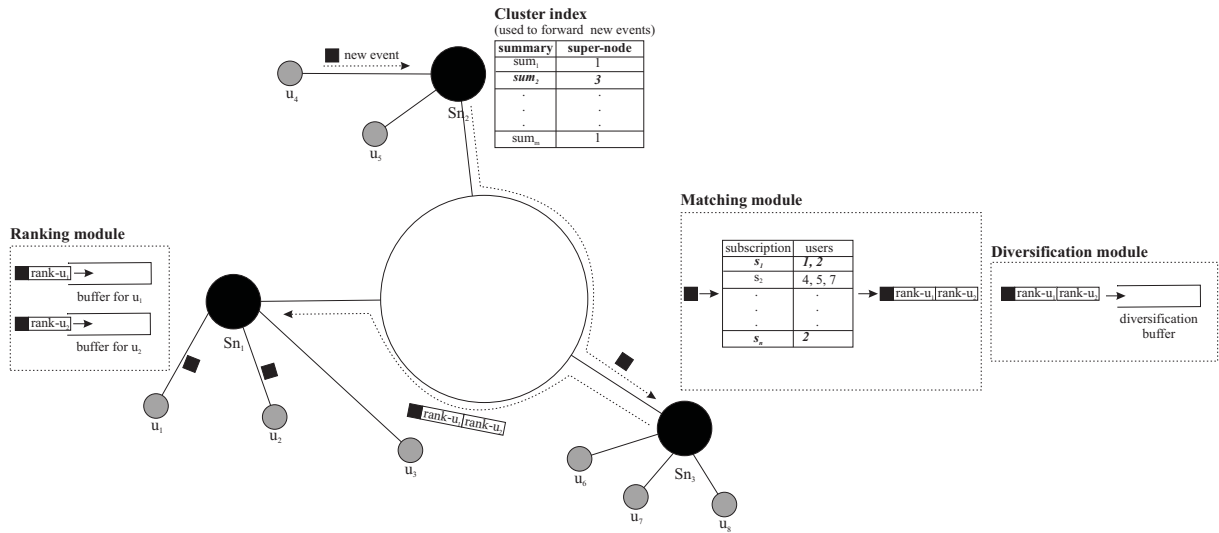 Cluster index
(used to forward new events)
summary super-node
sum₁ 1
sum₂ 3
. .
. .
. .
sumₘ 1
new event
u₄
Sn₂
u₅
Matching module
subscription users
s₁ 1, 2
s₂ 4, 5, 7
. .
. .
. .
sₙ 2
rank-u₁ rank-u₂
Diversification module
rank-u₁ rank-u₂
diversification
buffer
Ranking module
rank-u₁
buffer for u₁
rank-u₂
buffer for u₂
Sn₁
u₁
u₂
u₃
rank-u₁ rank-u₂
Sn₃
u₆
u₇
u₈